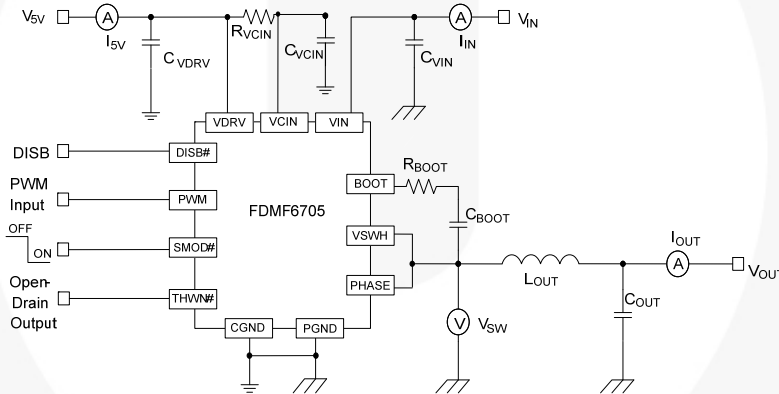 V5V
A
I5V
CVDRV
RVCIN
CVCIN
CVIN
A
IIN
VIN
VDRV
VCIN
VIN
DISB
DISB#
PWM
Input
PWM
OFF
ON
SMOD#
Open-
Drain
Output
THWN#
FDMF6705
BOOT
RBOOT
CBOOT
VSWH
PHASE
LOUT
IOUT
A
VOUT
COUT
V
VSW
CGND
PGND